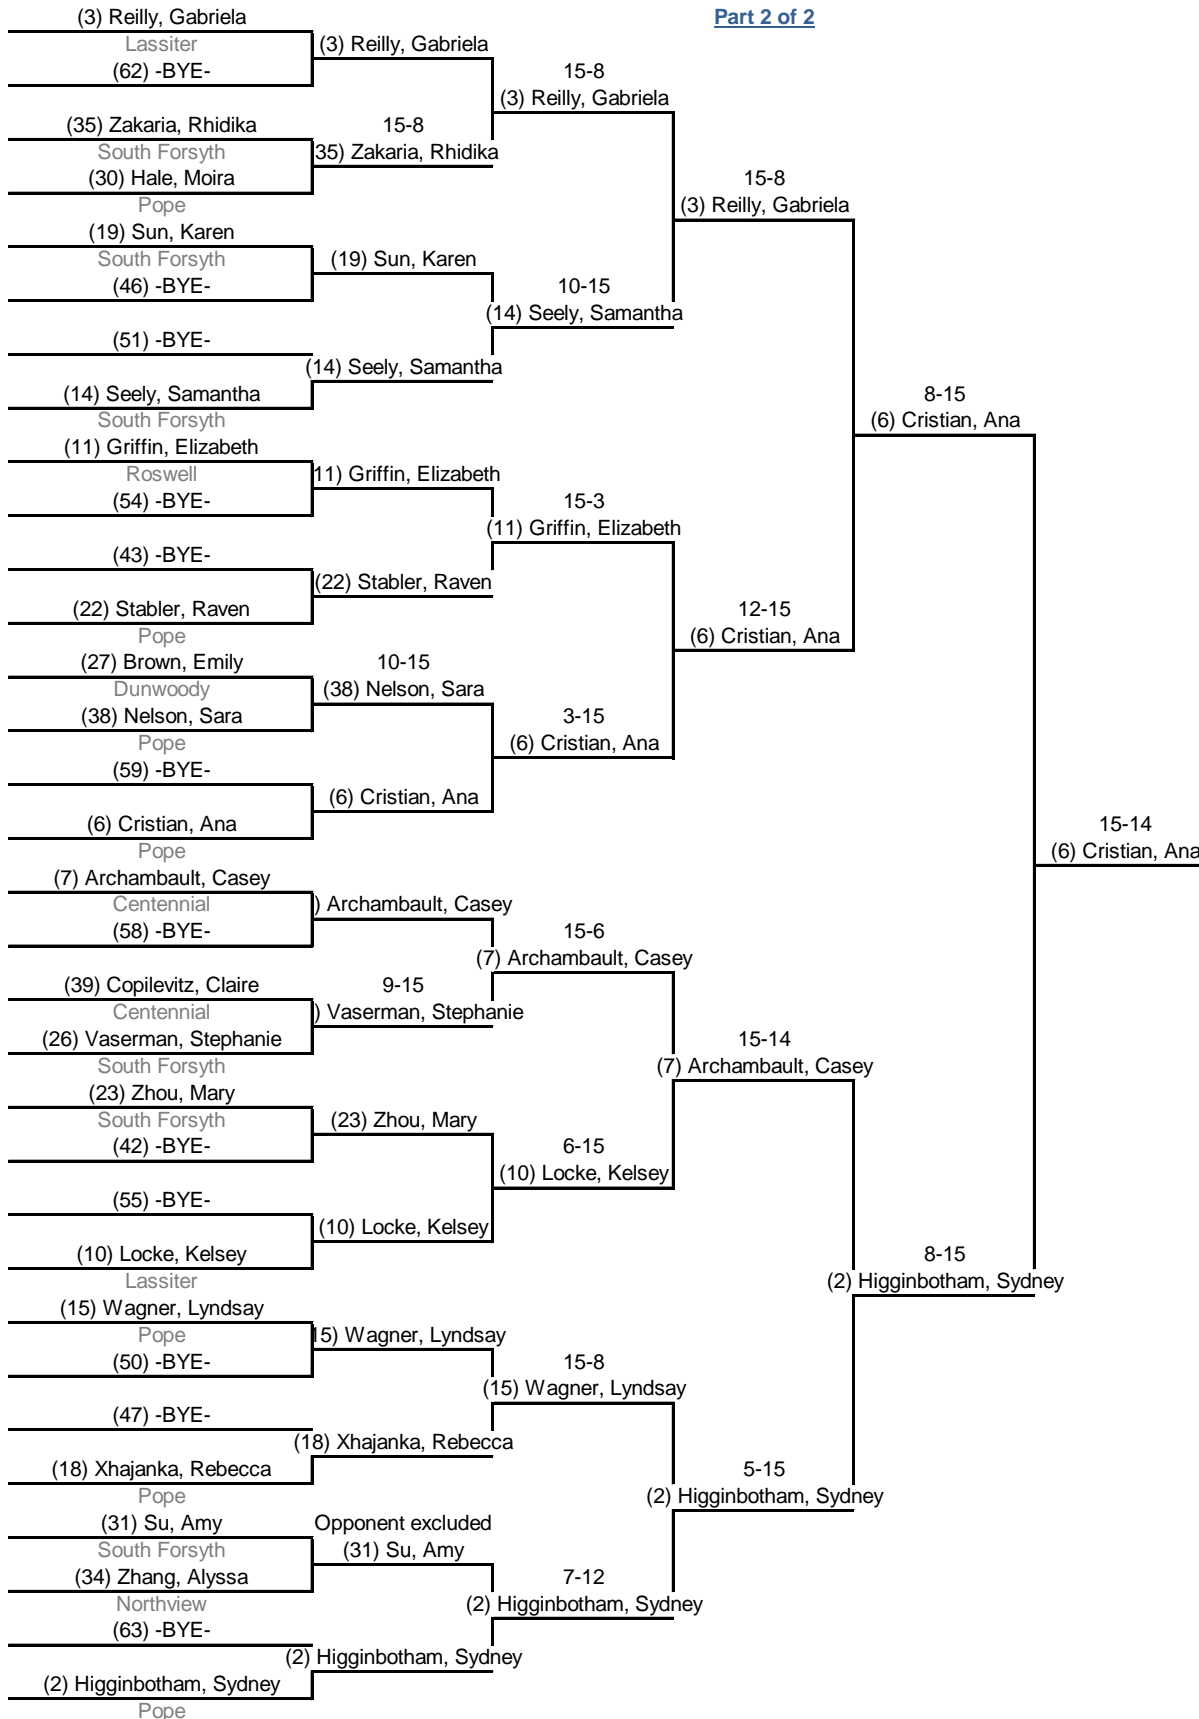 Part 2 of 2
(3) Reilly, Gabriela
Lassiter
(62) -BYE-
(35) Zakaria, Rhidika
South Forsyth
(30) Hale, Moira
Pope
(19) Sun, Karen
South Forsyth
(46) -BYE-
(51) -BYE-
(14) Seely, Samantha
South Forsyth
(11) Griffin, Elizabeth
Roswell
(54) -BYE-
(43) -BYE-
(22) Stabler, Raven
Pope
(27) Brown, Emily
Dunwoody
(38) Nelson, Sara
Pope
(59) -BYE-
(6) Cristian, Ana
Pope
(7) Archambault, Casey
Centennial
(58) -BYE-
(39) Copilevitz, Claire
Centennial
(26) Vaserman, Stephanie
South Forsyth
(23) Zhou, Mary
South Forsyth
(42) -BYE-
(55) -BYE-
(10) Locke, Kelsey
Lassiter
(15) Wagner, Lyndsay
Pope
(50) -BYE-
(47) -BYE-
(18) Xhajanka, Rebecca
Pope
(31) Su, Amy
South Forsyth
(34) Zhang, Alyssa
Northview
(63) -BYE-
(2) Higginbotham, Sydney
Pope
(3) Reilly, Gabriela
15-8
35) Zakaria, Rhidika
(19) Sun, Karen
(14) Seely, Samantha
11) Griffin, Elizabeth
(22) Stabler, Raven
10-15
(38) Nelson, Sara
(6) Cristian, Ana
) Archambault, Casey
9-15
) Vaserman, Stephanie
(23) Zhou, Mary
(10) Locke, Kelsey
15) Wagner, Lyndsay
(18) Xhajanka, Rebecca
Opponent excluded
(31) Su, Amy
(2) Higginbotham, Sydney
15-8
(3) Reilly, Gabriela
10-15
(14) Seely, Samantha
15-3
(11) Griffin, Elizabeth
3-15
(6) Cristian, Ana
15-6
(7) Archambault, Casey
6-15
(10) Locke, Kelsey
15-8
(15) Wagner, Lyndsay
7-12
(2) Higginbotham, Sydney
15-8
(3) Reilly, Gabriela
12-15
(6) Cristian, Ana
15-14
(7) Archambault, Casey
5-15
(2) Higginbotham, Sydney
8-15
(6) Cristian, Ana
8-15
(2) Higginbotham, Sydney
15-14
(6) Cristian, Ana